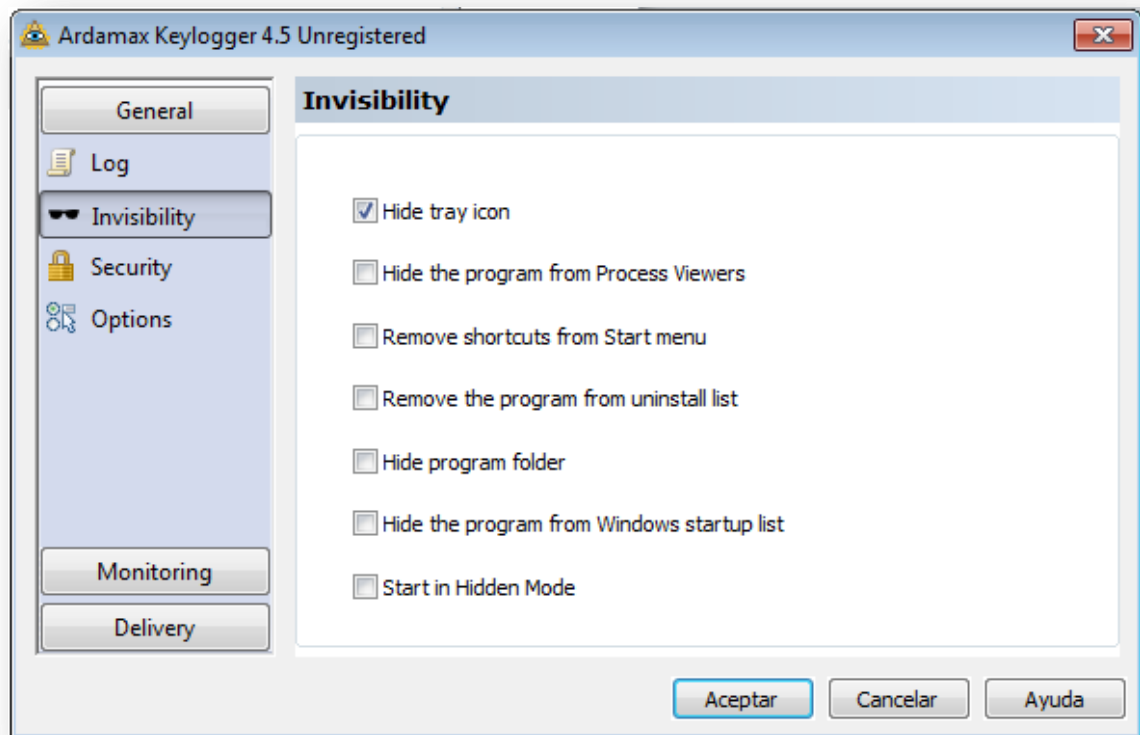 Ardamax Keylogger 4.5 Unregistered
General
Log
Invisibility
Security
Options
Monitoring
Delivery
Invisibility
Hide tray icon
Hide the program from Process Viewers
Remove shortcuts from Start menu
Remove the program from uninstall list
Hide program folder
Hide the program from Windows startup list
Start in Hidden Mode
Aceptar
Cancelar
Ayuda